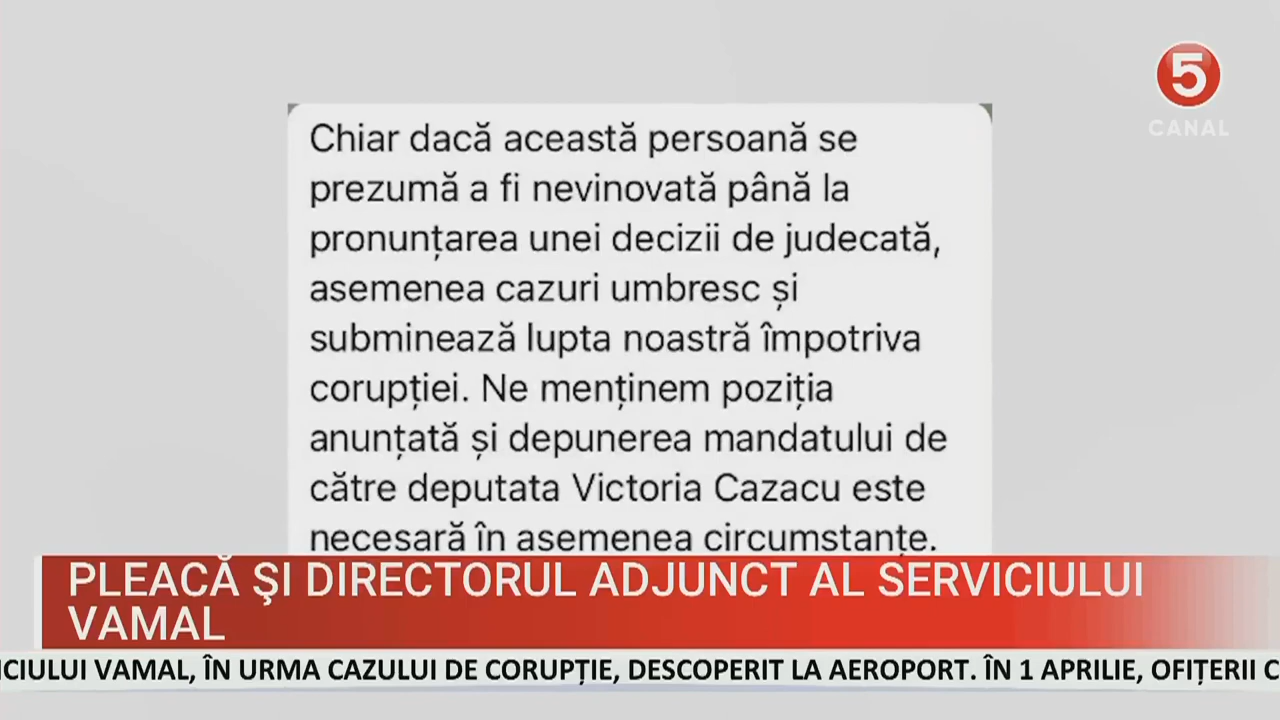 5
CANAL
Chiar dacă această persoană se
prezumă a fi nevinovată până la
pronunțarea unei decizii de judecată,
asemenea cazuri umbresc și
subminează lupta noastră împotriva
corupției. Ne menținem poziția
anunțată și depunerea mandatului de
către deputata Victoria Cazacu este
necesară în asemenea circumstanțe.
PLEACĂ ŞI DIRECTORUL ADJUNCT AL SERVICIULUI
VAMAL
ICIULUI VAMAL, ÎN URMA CAZULUI DE CORUPȚIE, DESCOPERIT LA AEROPORT. ÎN 1 APRILIE, OFIȚERII C